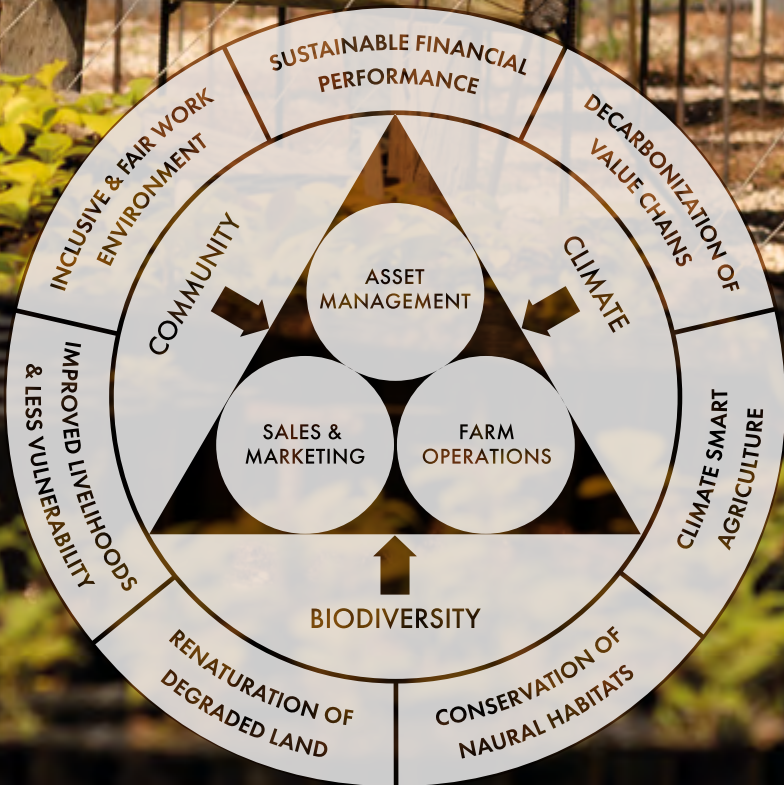 SUSTAINABLE FINANCIAL
PERFORMANCE
DECARBONIZATION OF
VALUE CHAINS
CLIMATE SMART
AGRICULTURE
CONSERVATION OF
NAURAL HABITATS
RENATURATION OF
DEGRADED LAND
IMPROVED LIVELIHOODS
& LESS VULNERABILITY
INCLUSIVE & FAIR WORK
ENVIRONMENT
COMMUNITY
CLIMATE
BIODIVERSITY
ASSET
MANAGEMENT
SALES &
MARKETING
FARM
OPERATIONS